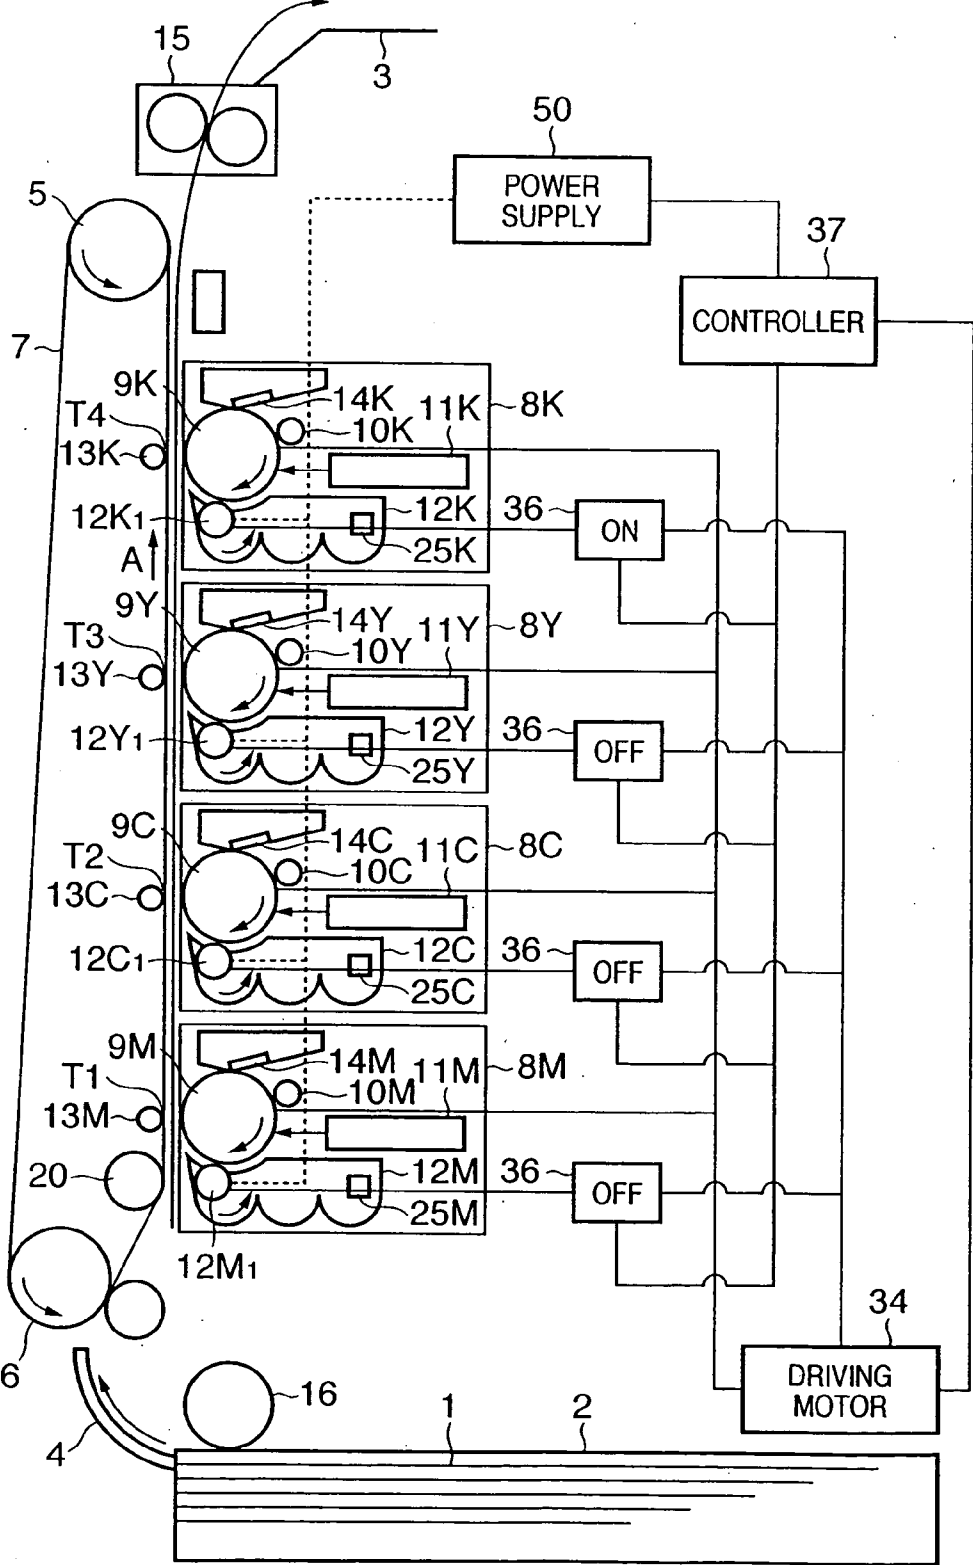 15
3
50
POWER
SUPPLY
5
37
CONTROLLER
7
9K
14K
11K
8K
T4
10K
13K
12K1
12K
36
ON
A
25K
9Y
14Y
11Y
8Y
T3
10Y
13Y
12Y1
12Y
36
OFF
25Y
9C
14C
11C
8C
T2
10C
13C
12C1
12C
36
OFF
25C
9M
14M
11M
8M
T1
10M
13M
20
12M
36
OFF
25M
12M1
34
6
DRIVING
MOTOR
16
1
2
4